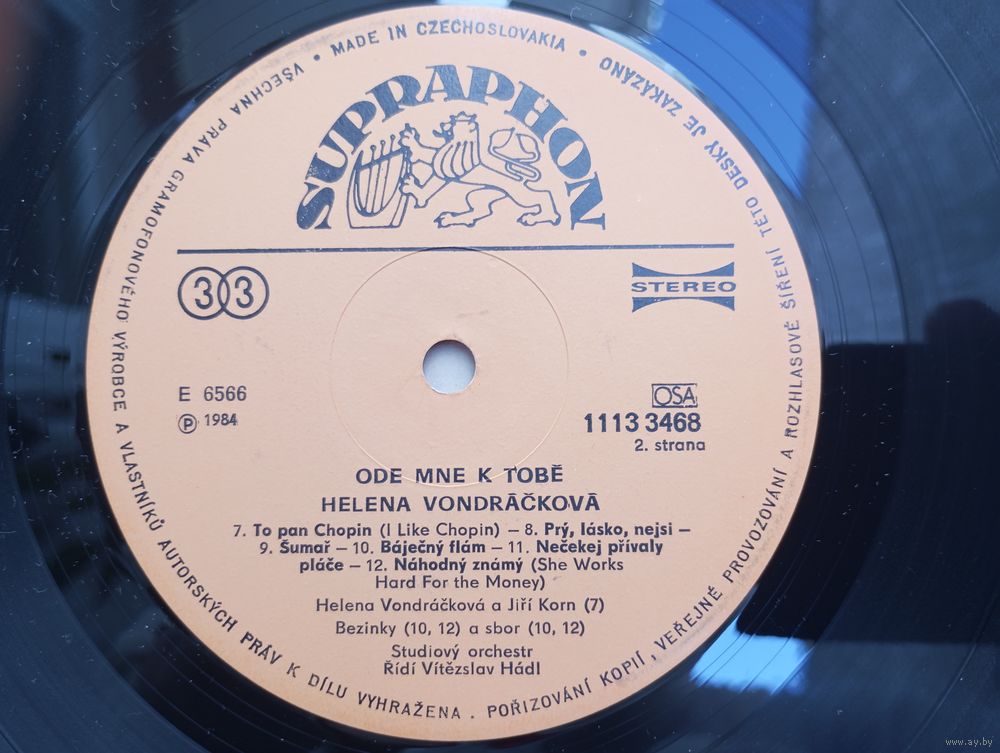 • MADE IN CZECHOSLOVAKIA •
VŠECHNA PRÁVA GRAMOFONOVÉHO VÝROBCE A VLASTNÍKŮ AUTORSKÝCH PRÁV K DÍLU VYHRAŽENA. POŘIZOVÁNÍ KOPIÍ, VEŘEJNÉ PROVOZOVÁNÍ A ROZHLASOVÉ ŠÍŘENÍ TÉTO DESKY JE ZAKÁZÁNO
SUPRAPHON
33
STEREO
E 6566
Ⓟ 1984
OSA
1113 3468
2. strana
ODE MNE K TOBĚ
HELENA VONDRÁČKOVÁ
7. To pan Chopin (I Like Chopin) – 8. Prý, lásko, nejsi –
9. Šumař – 10. Báječný flám – 11. Nečekej přívaly
pláče – 12. Náhodný známý (She Works
Hard For the Money)
Helena Vondráčková a Jiří Korn (7)
Bezinky (10, 12) a sbor (10, 12)
Studiový orchestr
Řídí Vítězslav Hádl
www.ay.by